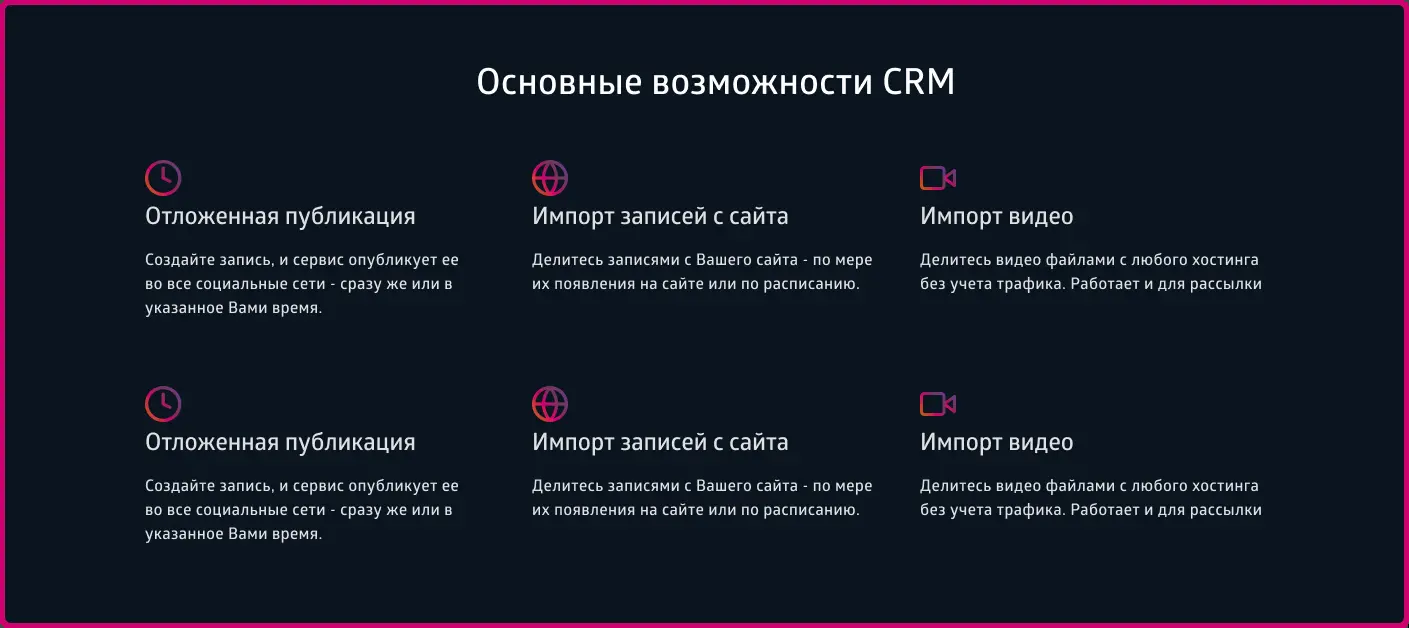 Основные возможности CRM
Отложенная публикация
Создайте запись, и сервис опубликует ее
во все социальные сети - сразу же или в
указанное Вами время.
Импорт записей с сайта
Делитесь записями с Вашего сайта - по мере
их появления на сайте или по расписанию.
Импорт видео
Делитесь видео файлами с любого хостинга
без учета трафика. Работает и для рассылки
Отложенная публикация
Создайте запись, и сервис опубликует ее
во все социальные сети - сразу же или в
указанное Вами время.
Импорт записей с сайта
Делитесь записями с Вашего сайта - по мере
их появления на сайте или по расписанию.
Импорт видео
Делитесь видео файлами с любого хостинга
без учета трафика. Работает и для рассылки